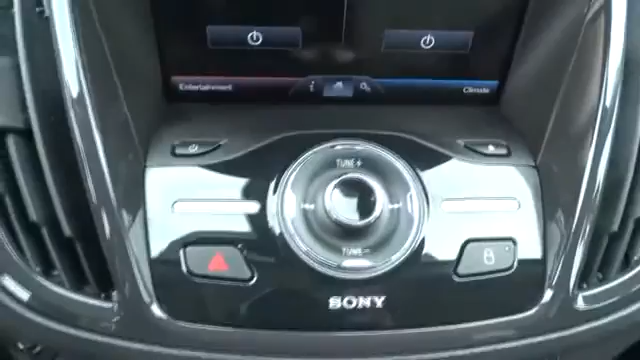 Entertainment
i
Climate
TUNE+
TUNE-
SONY